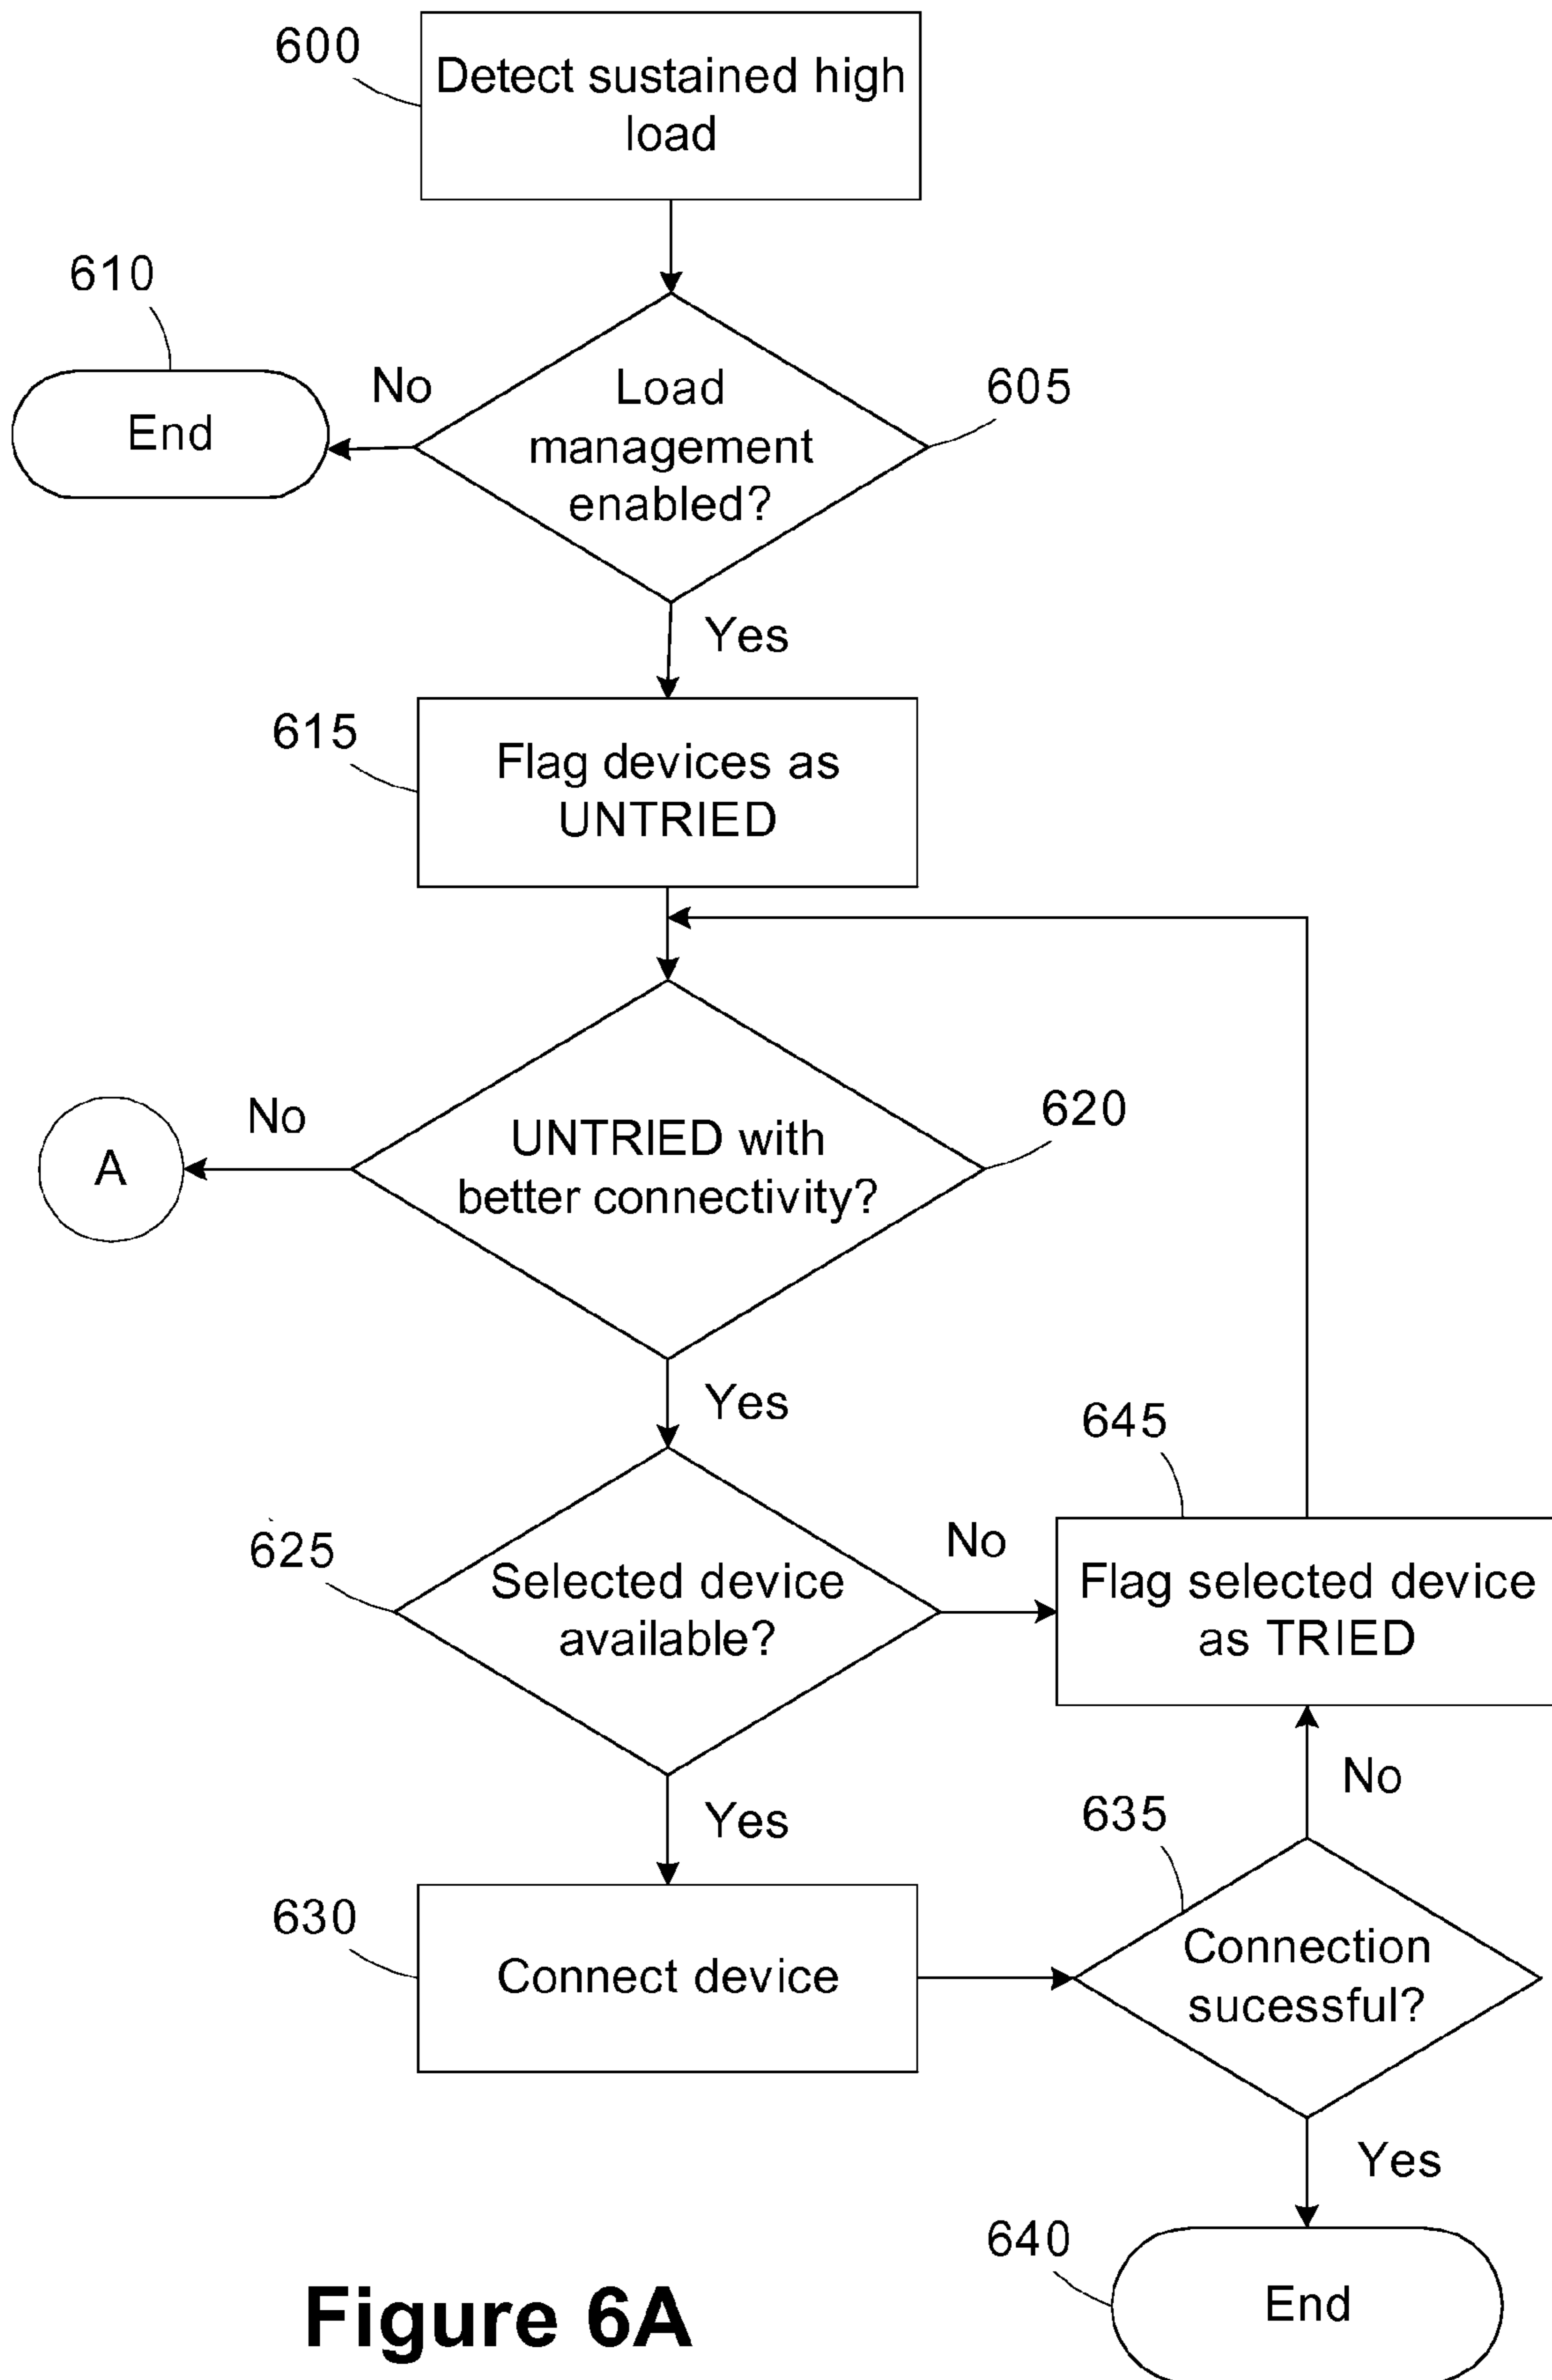 600
Detect sustained high
load
610
End
No
Load
management
enabled?
605
Yes
615
Flag devices as
UNTRIED
A
No
UNTRIED with
better connectivity?
620
Yes
625
Selected device
available?
No
645
Flag selected device
as TRIED
Yes
No
630
Connect device
635
Connection
sucessful?
Yes
640
End
Figure 6A